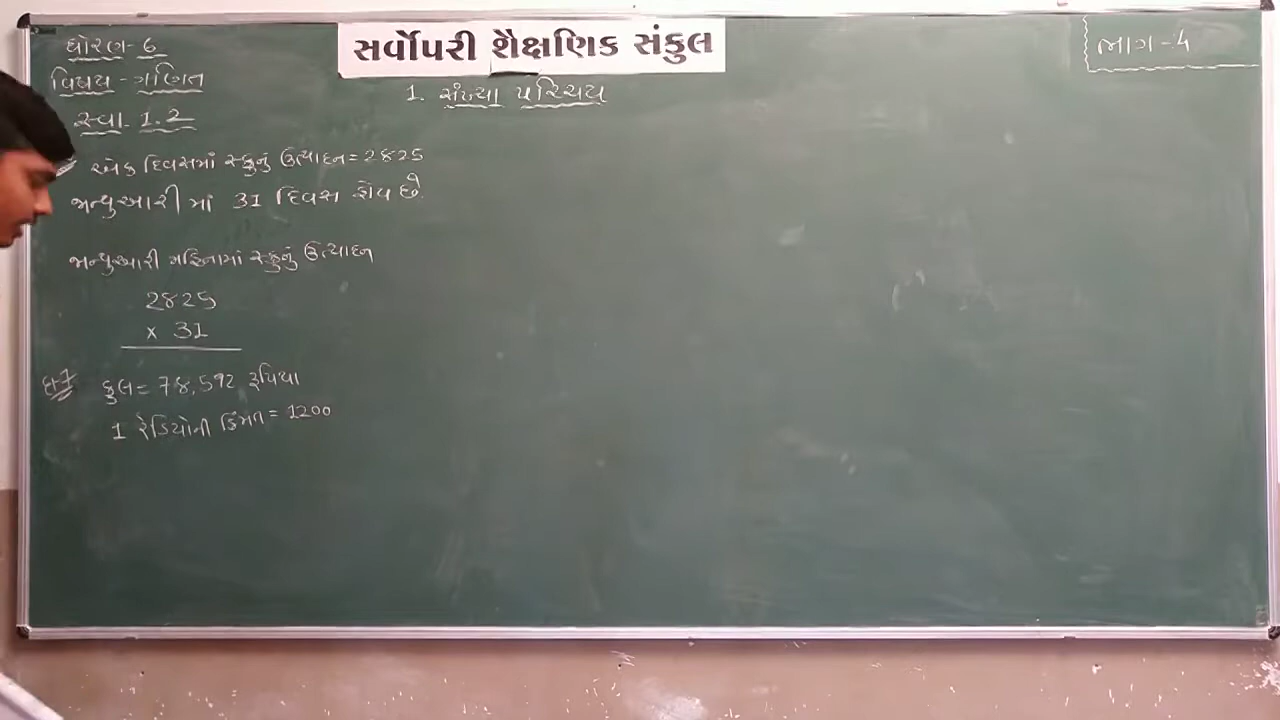 સર્વોપરી શૈક્ષણિક સંકુલ
ધોરણ-6
ભાગ-4
વિષય-ગણિત
1. સંખ્યા પરિચય
સ્વા. 1.2
એક દિવસમાં સ્ક્રુનું ઉત્પાદન=2825
જાન્યુઆરીમાં 31 દિવસ હોય છે.
જાન્યુઆરી મહિનામાં સ્ક્રુનું ઉત્પાદન
2825
x 31
કુલ= 78,592 રૂપિયા
1 રેડિયોની કિંમત= 1200